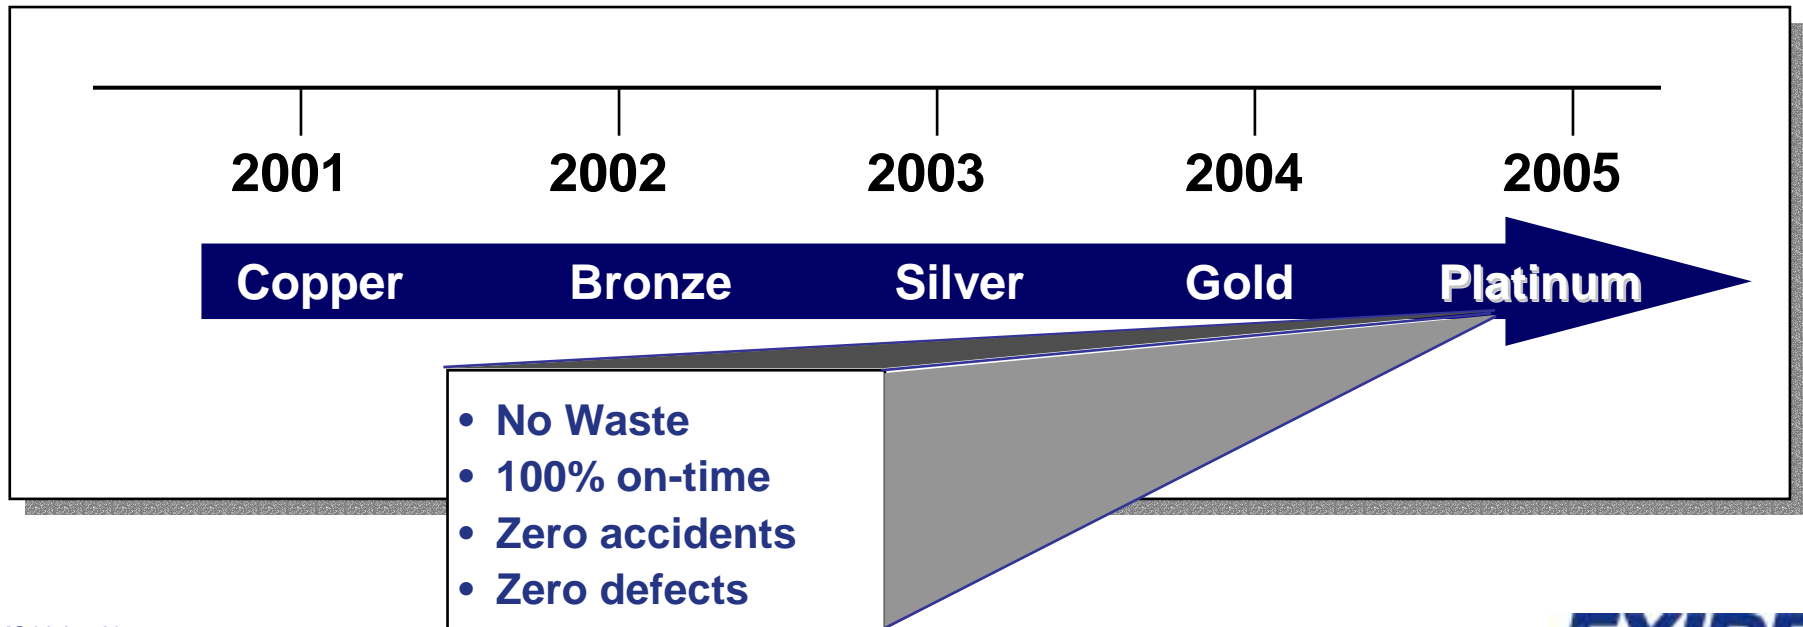 2001 2002 2003 2004 2005
Copper Bronze Silver Gold Platinum
• No Waste
• 100% on-time
• Zero accidents
• Zero defects